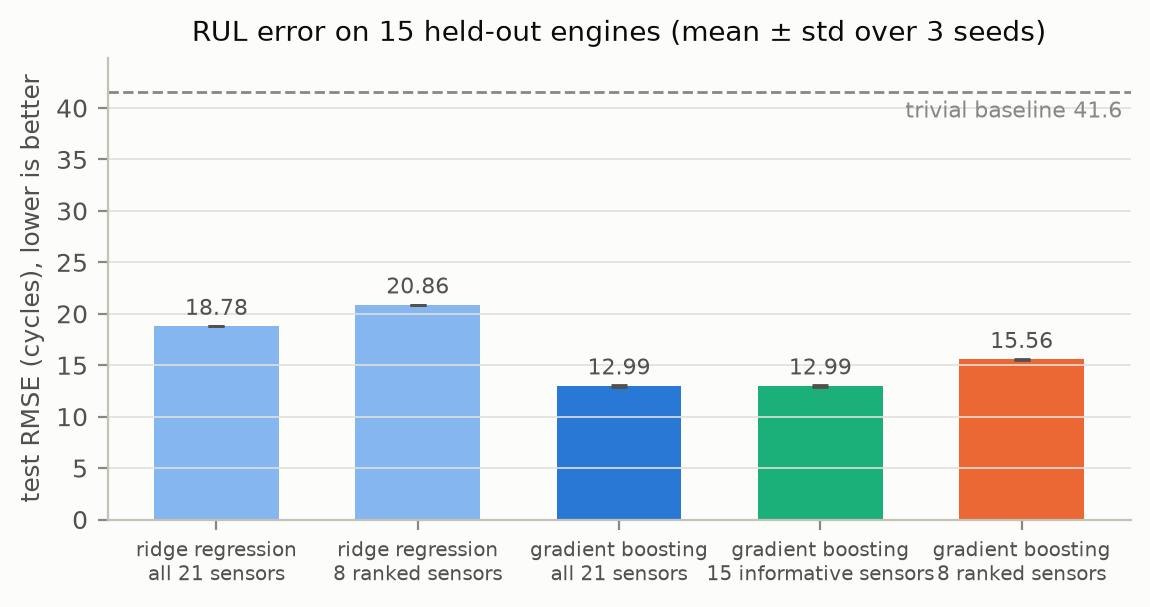 RUL error on 15 held-out engines (mean ± std over 3 seeds)
test RMSE (cycles), lower is better
40
35
30
25
20
15
10
5
0
trivial baseline 41.6
18.78
20.86
12.99
12.99
15.56
ridge regression
all 21 sensors
ridge regression
8 ranked sensors
gradient boosting
all 21 sensors
gradient boosting
15 informative sensors
gradient boosting
8 ranked sensors